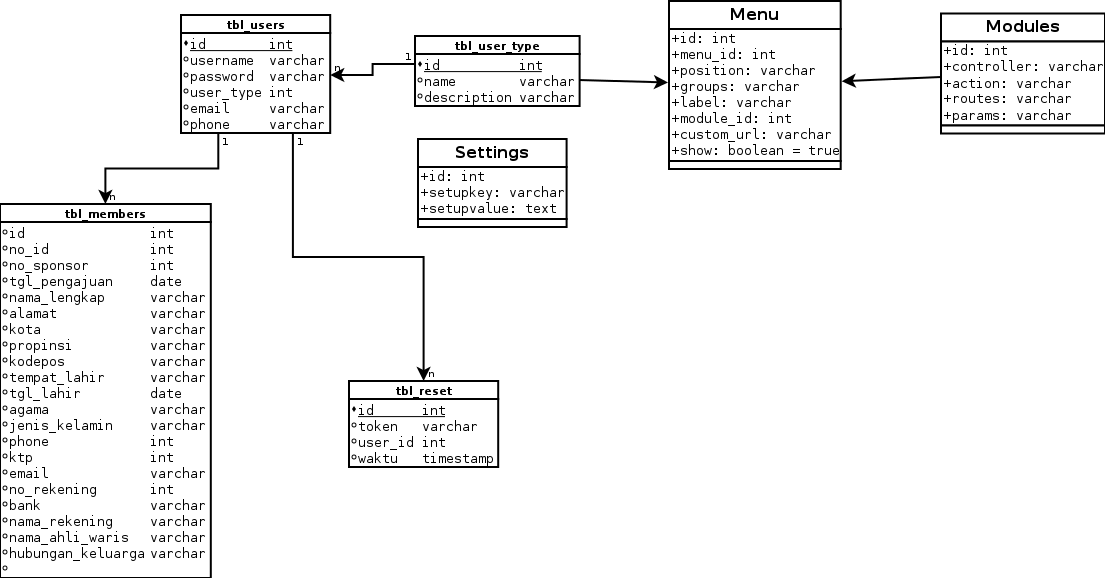 tbl_users
id int
username varchar
password varchar
user_type int
email varchar
phone varchar
1
1
n
1
tbl_user_type
id int
name varchar
description varchar
Menu
+id: int
+menu_id: int
+position: varchar
+groups: varchar
+label: varchar
+module_id: int
+custom_url: varchar
+show: boolean = true
Modules
+id: int
+controller: varchar
+action: varchar
+routes: varchar
+params: varchar
Settings
+id: int
+setupkey: varchar
+setupvalue: text
n
tbl_members
id int
no_id int
no_sponsor int
tgl_pengajuan date
nama_lengkap varchar
alamat varchar
kota varchar
propinsi varchar
kodepos varchar
tempat_lahir varchar
tgl_lahir date
agama varchar
jenis_kelamin varchar
phone int
ktp int
email varchar
no_rekening int
bank varchar
nama_rekening varchar
nama_ahli_waris varchar
hubungan_keluarga varchar
n
tbl_reset
id int
token varchar
user_id int
waktu timestamp